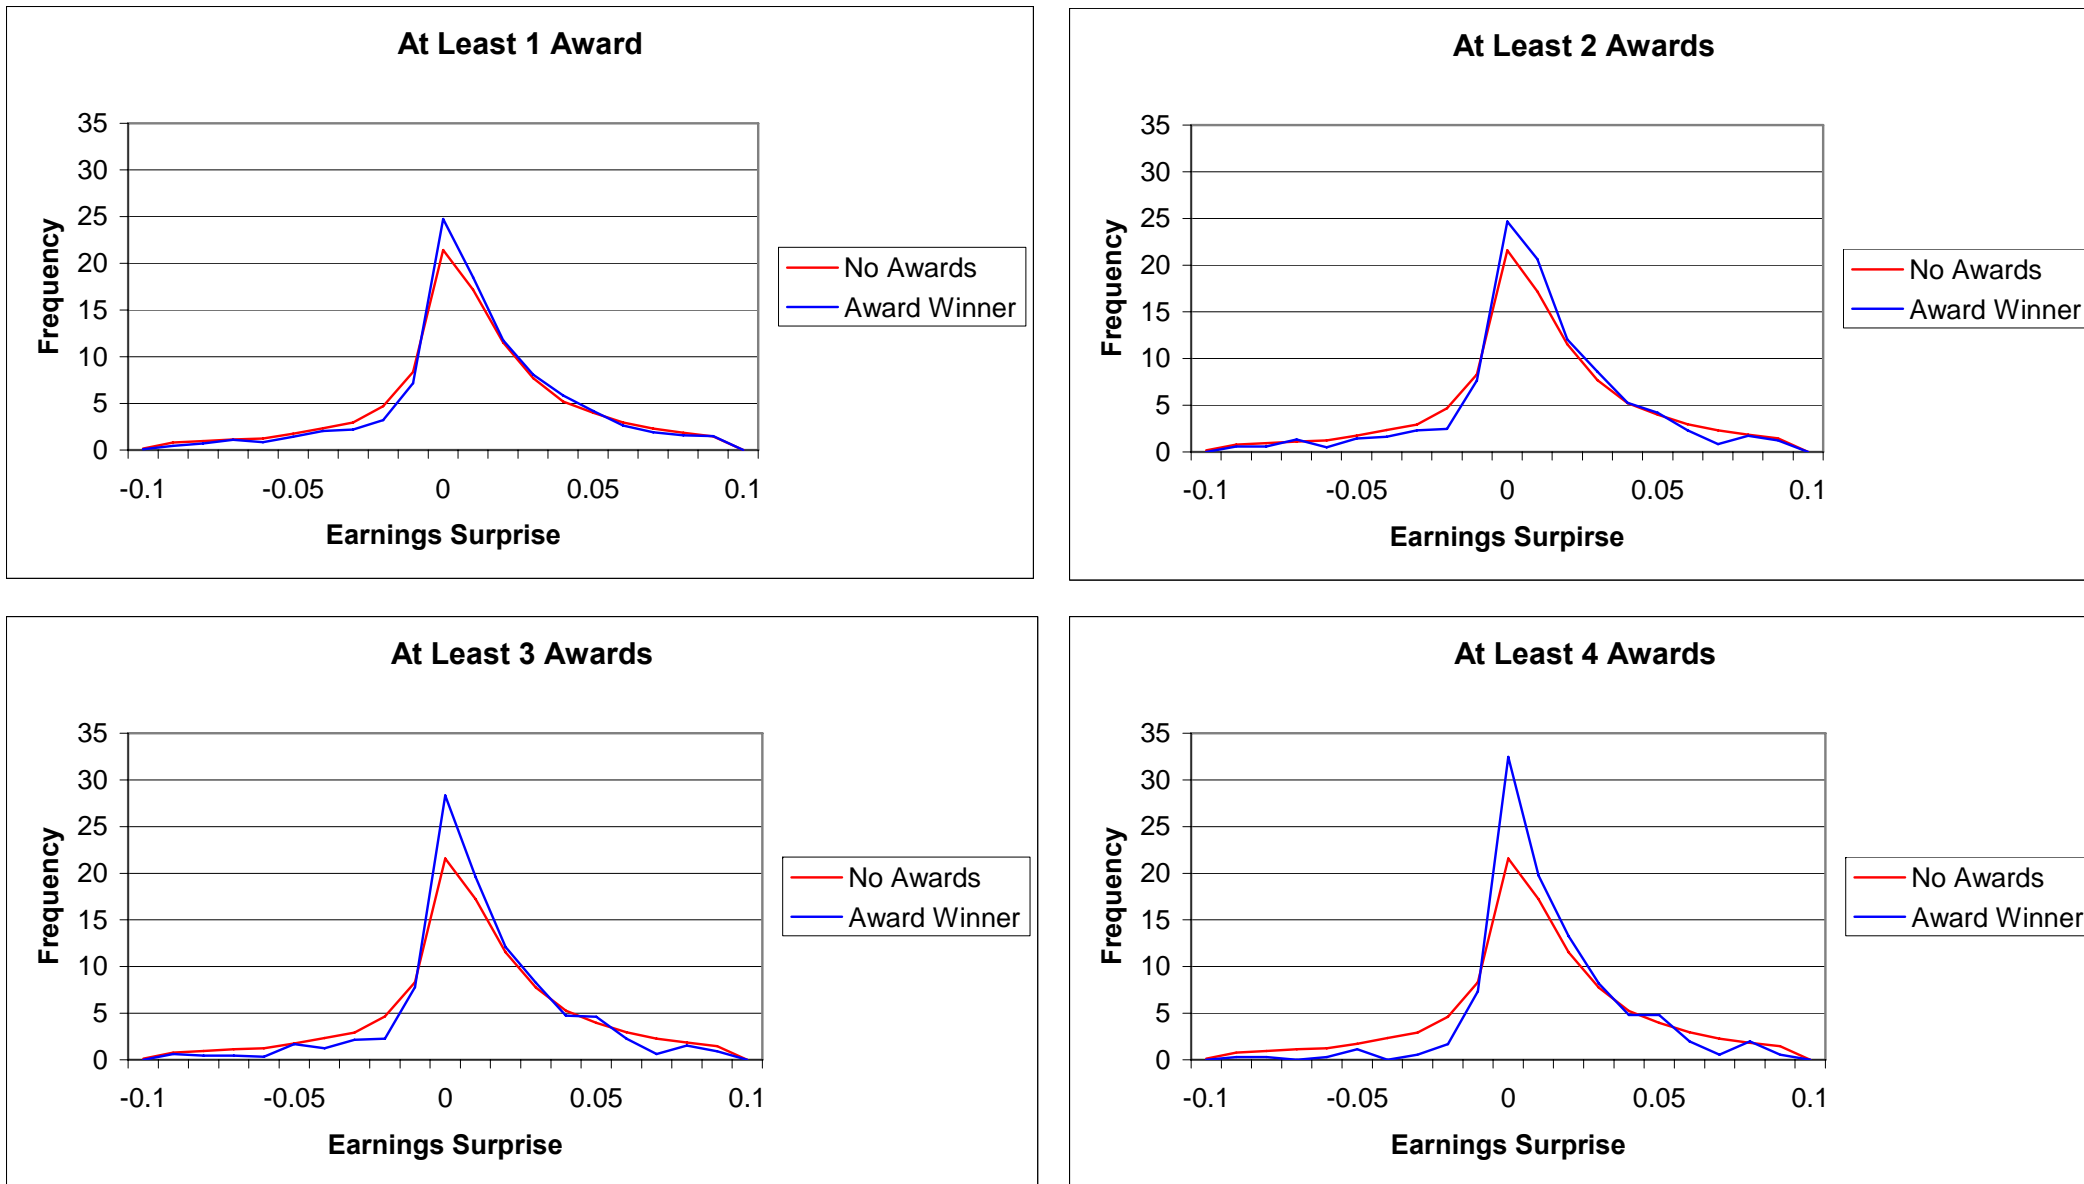 At Least 1 Award
35
30
25
20
15
10
5
0
Frequency
-0.1 -0.05 0 0.05 0.1
Earnings Surprise
No Awards
Award Winner
At Least 2 Awards
35
30
25
20
15
10
5
0
Frequency
-0.1 -0.05 0 0.05 0.1
Earnings Surpirse
No Awards
Award Winner
At Least 3 Awards
35
30
25
20
15
10
5
0
Frequency
-0.1 -0.05 0 0.05 0.1
Earnings Surprise
No Awards
Award Winner
At Least 4 Awards
35
30
25
20
15
10
5
0
Frequency
-0.1 -0.05 0 0.05 0.1
Earnings Surprise
No Awards
Award Winner